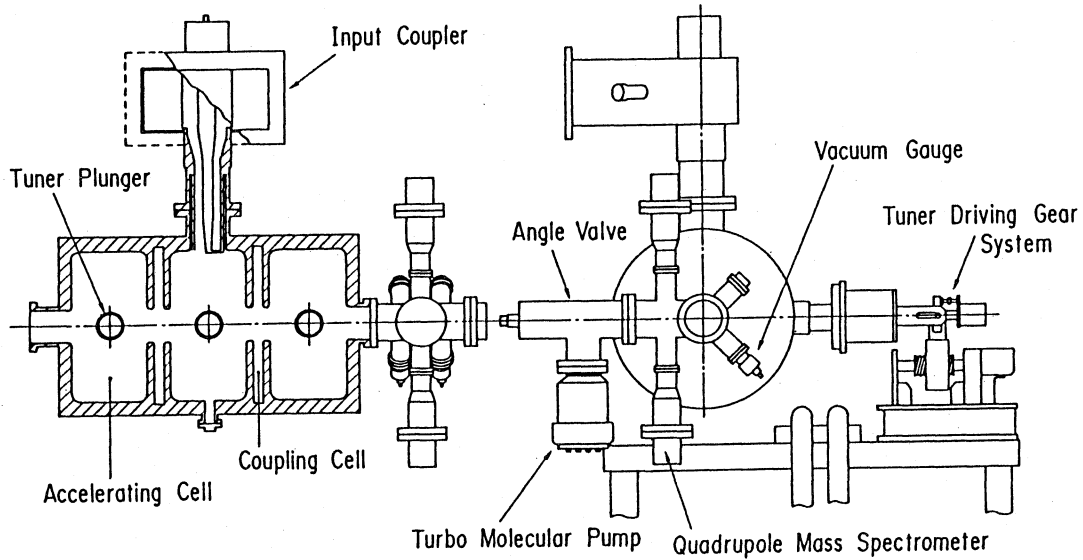 Input Coupler
Tuner Plunger
Vacuum Gauge
Angle Valve
Tuner Driving Gear
System
Coupling Cell
Accelerating Cell
Turbo Molecular Pump
Quadrupole Mass Spectrometer